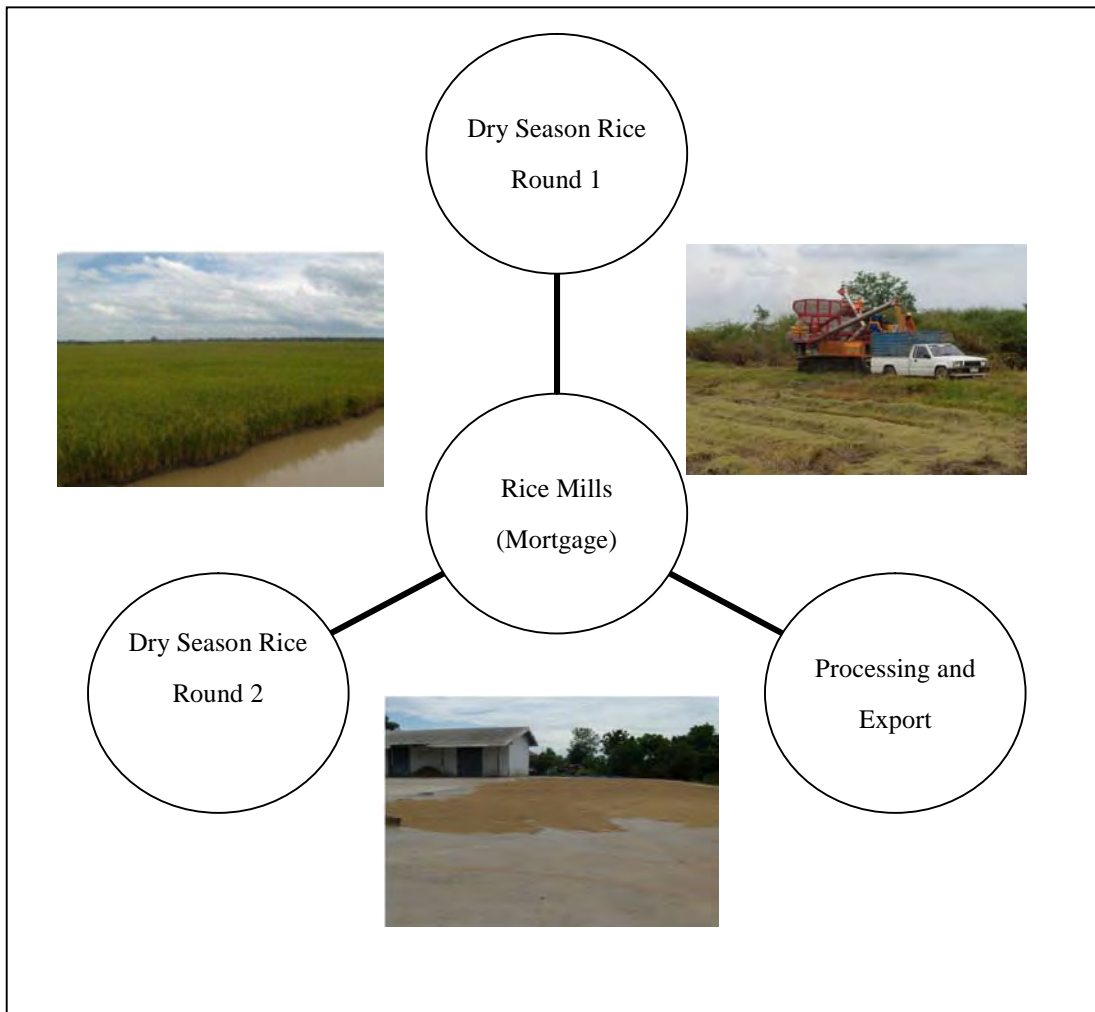 Dry Season Rice
Round 1
Rice Mills
(Mortgage)
Dry Season Rice
Round 2
Processing and
Export